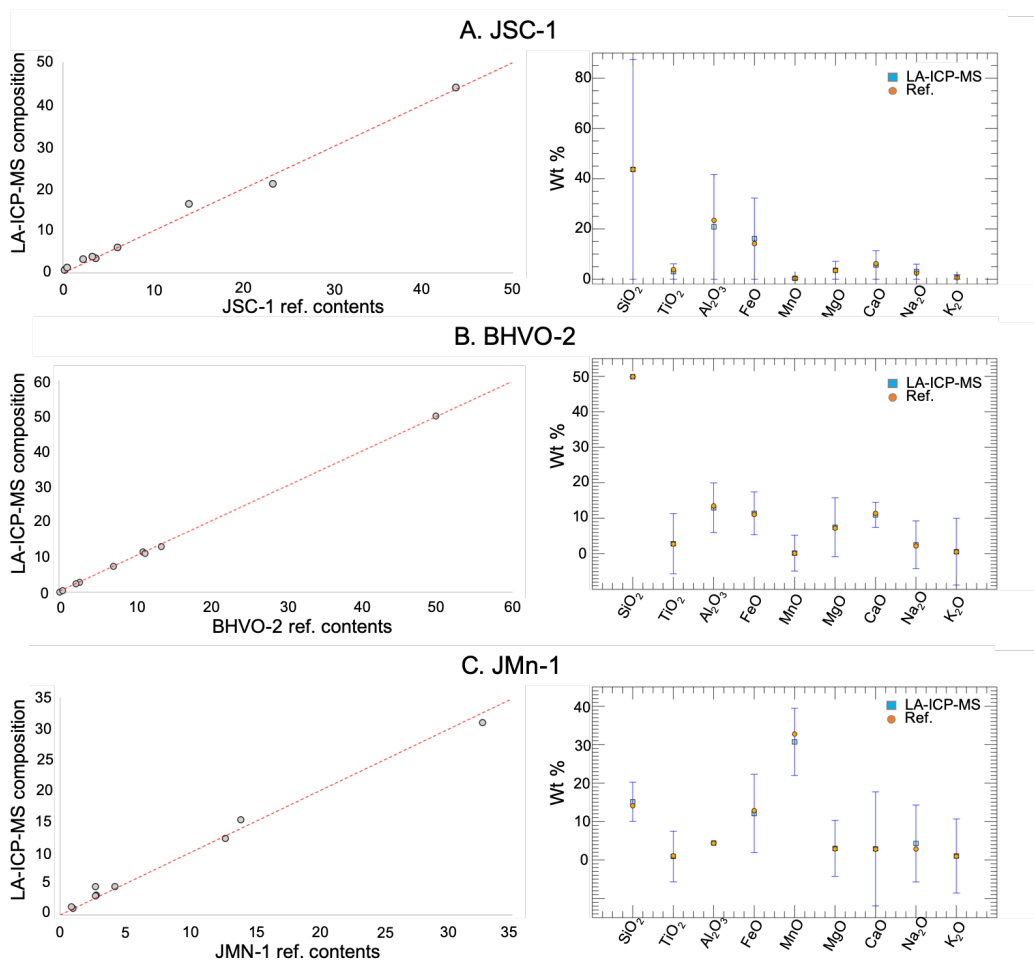 A. JSC-1
LA-ICP-MS composition
50
40
30
20
10
0
0
10
20
30
40
50
JSC-1 ref. contents
Wt %
80
60
40
20
0
LA-ICP-MS
Ref.
SiO₂
TiO₂
Al₂O₃
FeO
MnO
MgO
CaO
Na₂O
K₂O
B. BHVO-2
LA-ICP-MS composition
60
50
40
30
20
10
0
0
10
20
30
40
50
60
BHVO-2 ref. contents
Wt %
50
40
30
20
10
0
LA-ICP-MS
Ref.
SiO₂
TiO₂
Al₂O₃
FeO
MnO
MgO
CaO
Na₂O
K₂O
C. JMn-1
LA-ICP-MS composition
35
30
25
20
15
10
5
0
0
5
10
15
20
25
30
35
JMN-1 ref. contents
Wt %
40
30
20
10
0
LA-ICP-MS
Ref.
SiO₂
TiO₂
Al₂O₃
FeO
MnO
MgO
CaO
Na₂O
K₂O